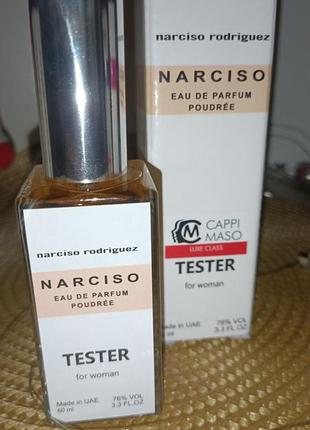 narciso rodriguez
NARCISO
EAU DE PARFUM
POUDRÉE
CAPPI
MASO
LUXE CLASS
TESTER
for woman
Made in UAE 76% VOL
ml 3.3 FL.OZ
narciso rodriguez
NARCISO
EAU DE PARFUM
POUDRÉE
TESTER
for woman
Made in UAE 76% VOL
60 ml 3.3 FL.OZ